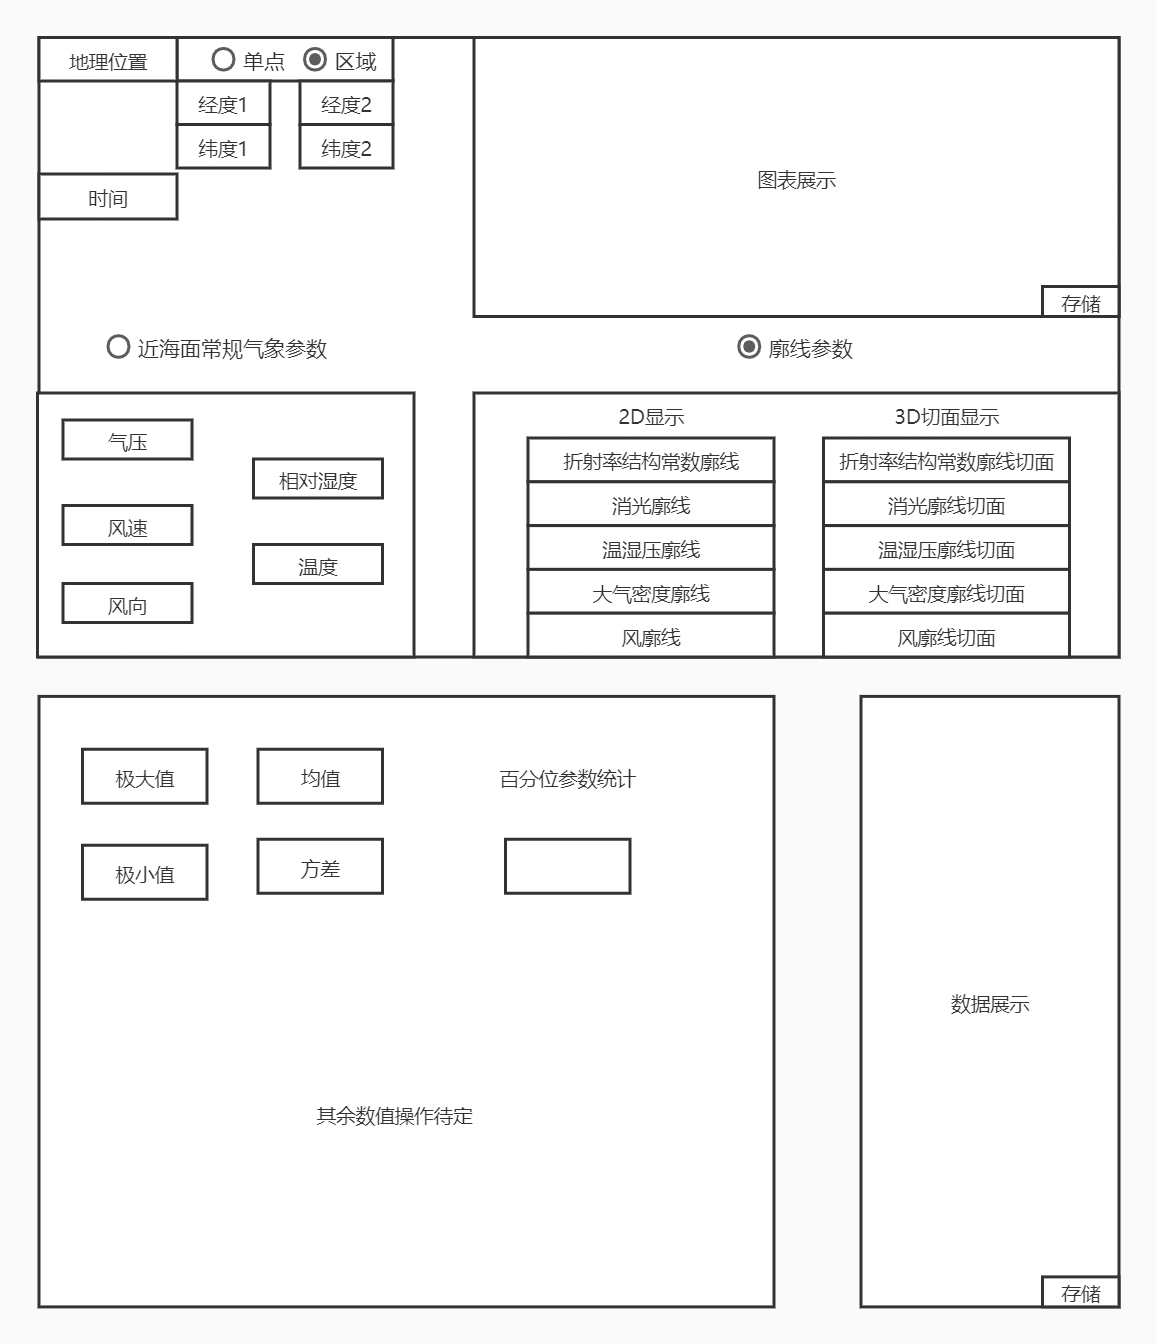 地理位置
单点
区域
经度1
经度2
纬度1
纬度2
时间
图表展示
存储
近海面常规气象参数
廓线参数
气压
相对湿度
风速
温度
风向
2D显示
3D切面显示
折射率结构常数廓线
折射率结构常数廓线切面
消光廓线
消光廓线切面
温湿压廓线
温湿压廓线切面
大气密度廓线
大气密度廓线切面
风廓线
风廓线切面
极大值
均值
百分位参数统计
极小值
方差
数据展示
其余数值操作待定
存储